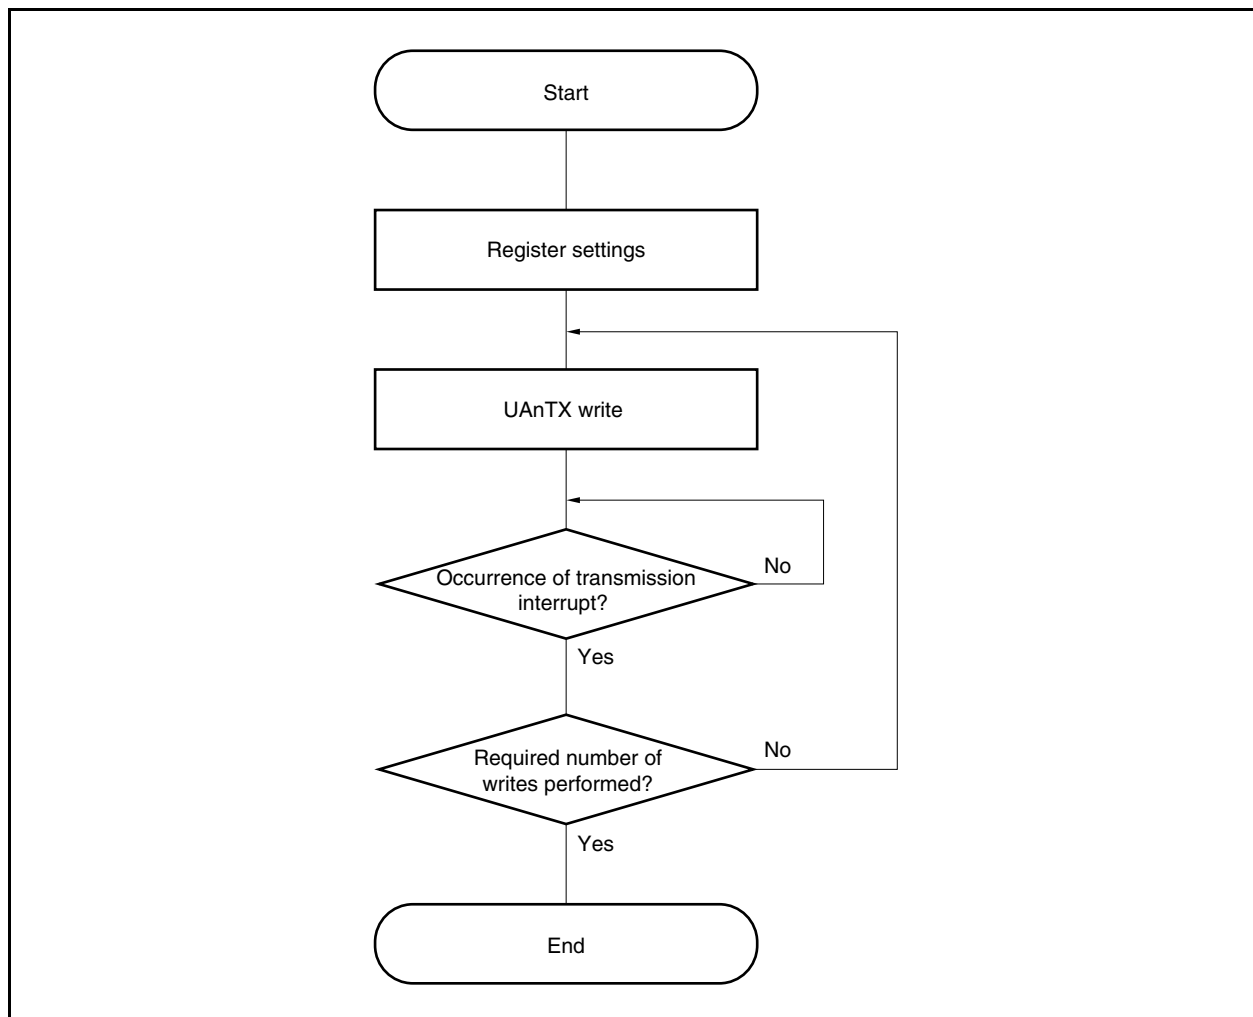 Start
Register settings
UAnTX write
Occurrence of transmission
interrupt?
No
Yes
Required number of
writes performed?
No
Yes
End